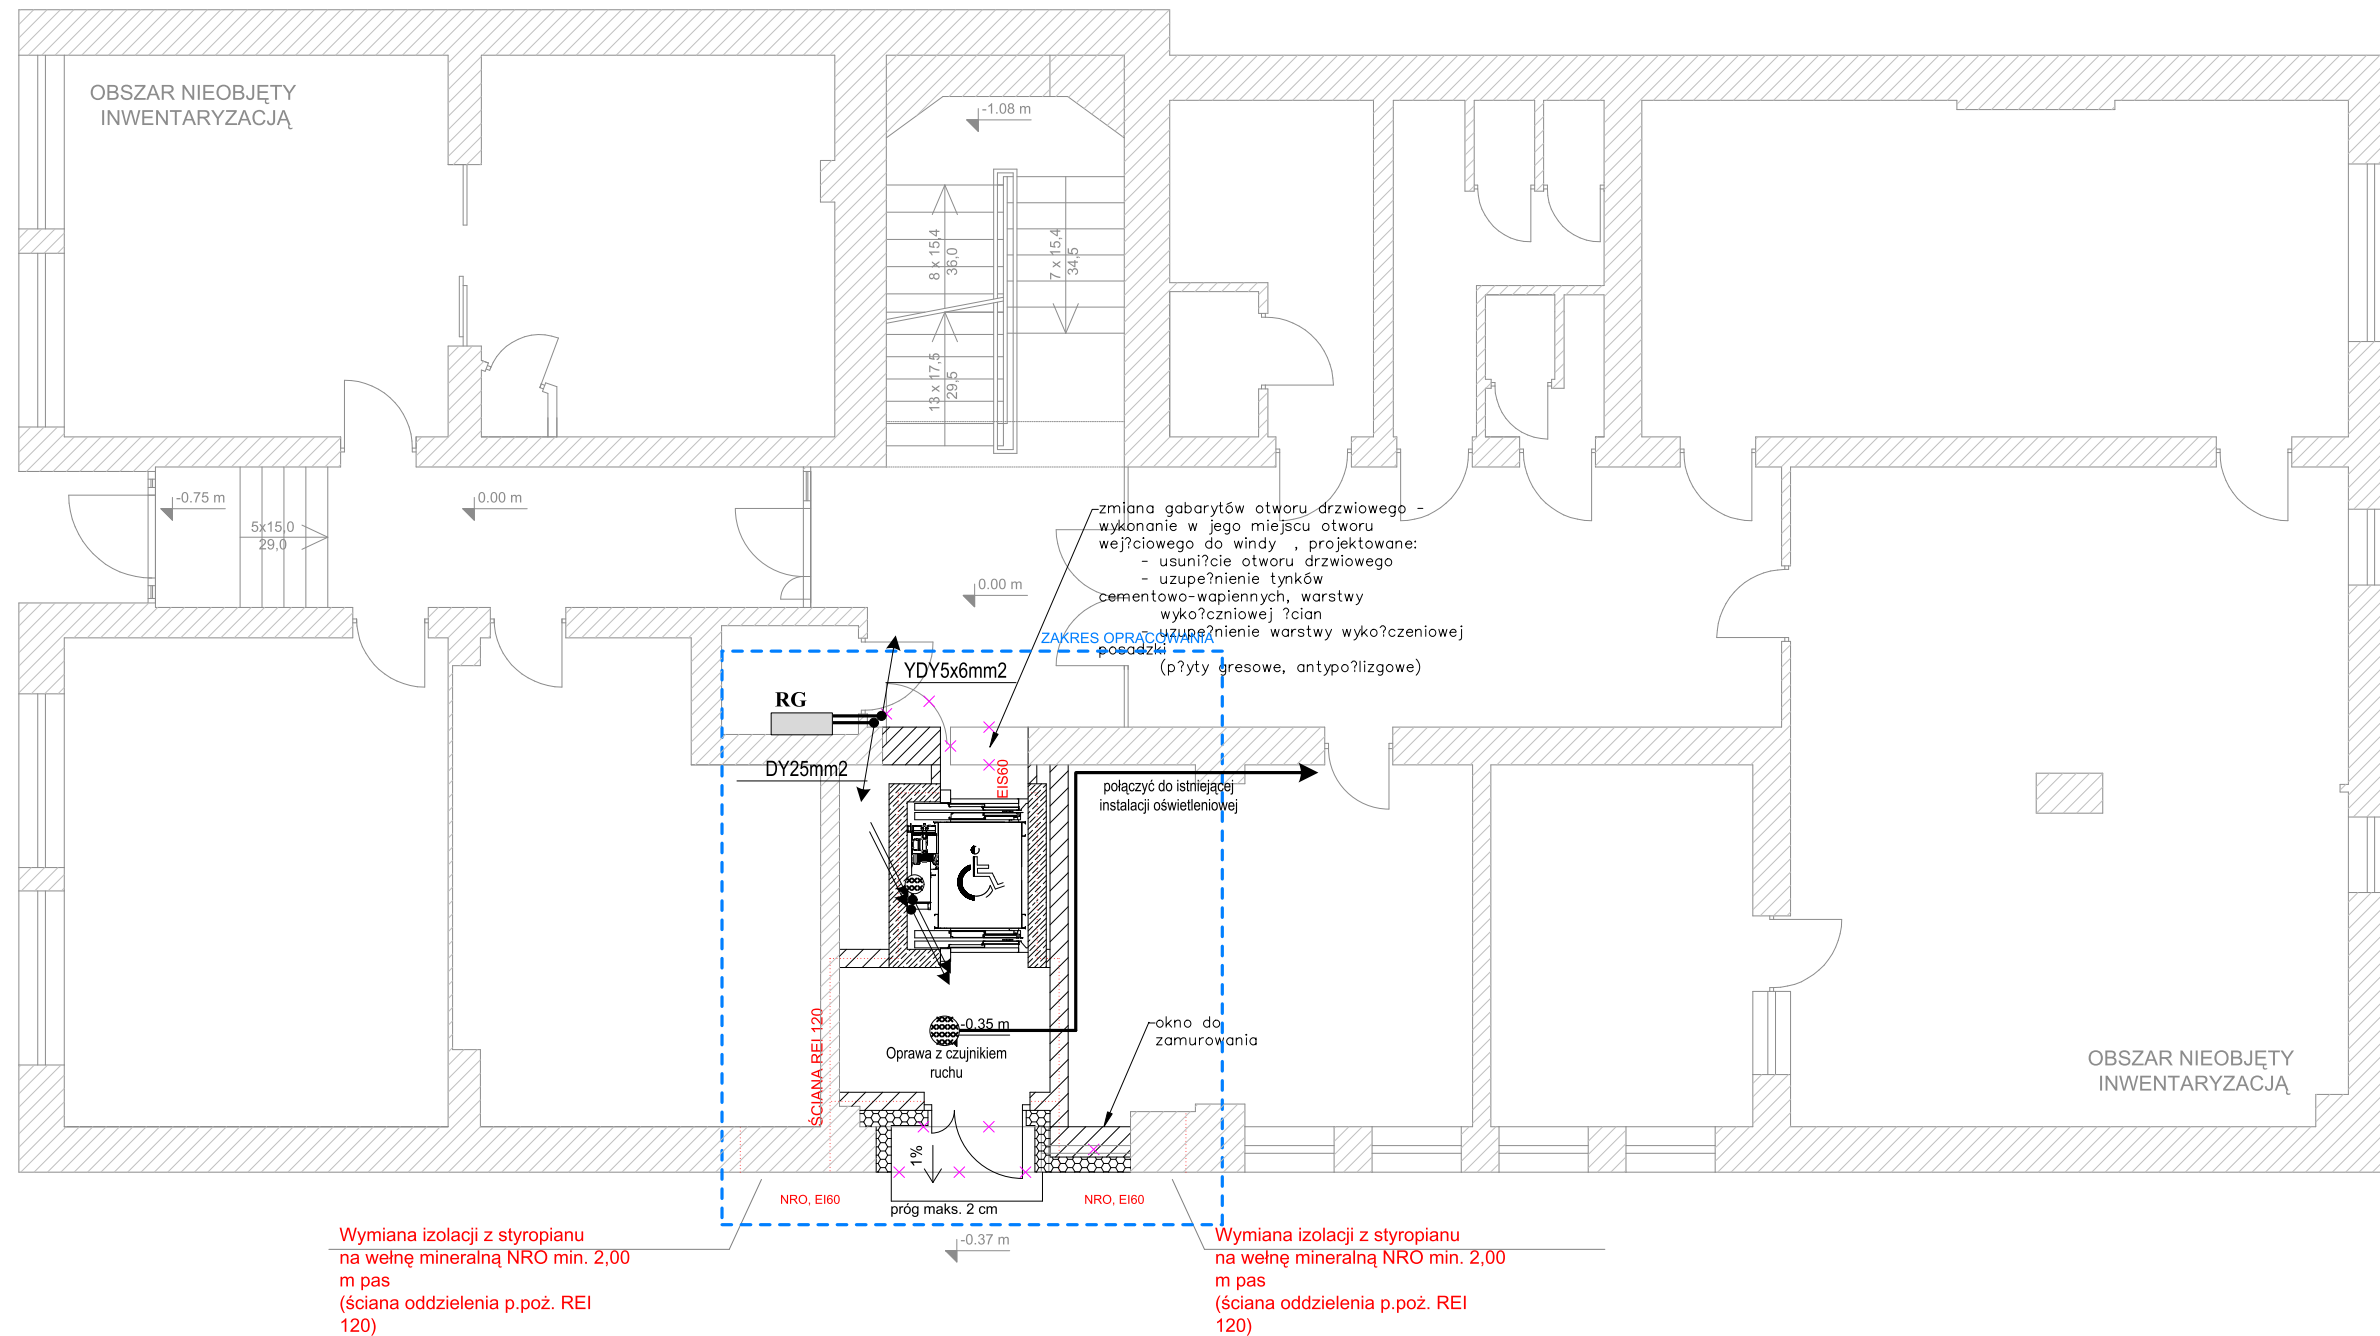 OBSZAR NIEOBJĘTY
INWENTARYZACJĄ
-1.08 m
8 x 15,4
36,0
7 x 15,4
34,5
13 x 17,5
29,5
-0.75 m
0.00 m
5x15,0
29,0
zmiana gabarytów otworu drzwiowego -
wykonanie w jego miejscu otworu
wej?ciowego do windy , projektowane:
- usuni?cie otworu drzwiowego
- uzupe?nienie tynków
cementowo-wapiennych, warstwy
wyko?czniowej ?cian
- uzupe?nienie warstwy wyko?czeniowej
posadzki
(p?yty gresowe, antypo?lizgowe)
0.00 m
ZAKRES OPRACOWANIA
YDY5x6mm2
RG
DY25mm2
EIS60
połączyć do istniejącej
instalacji oświetleniowej
-0.35 m
Oprawa z czujnikiem
ruchu
okno do
zamurowania
ŚCIANA REI 120
OBSZAR NIEOBJĘTY
INWENTARYZACJĄ
1%
NRO, EI60
NRO, EI60
próg maks. 2 cm
-0.37 m
Wymiana izolacji z styropianu
na wełnę mineralną NRO min. 2,00
m pas
(ściana oddzielenia p.poż. REI
120)
Wymiana izolacji z styropianu
na wełnę mineralną NRO min. 2,00
m pas
(ściana oddzielenia p.poż. REI
120)